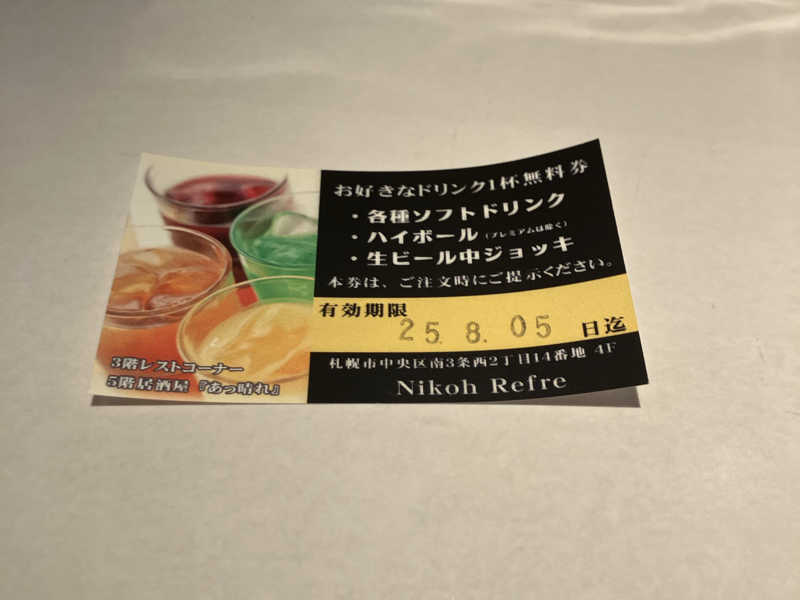 お好きなドリンク1杯無料券
・各種ソフトドリンク
・ハイボール（プレミアムは除く）
・生ビール中ジョッキ
本券は、ご注文時にご提示ください。
有効期限
25.8.05 日迄
札幌市中央区南3条西2丁目14番地 4F
Nikoh Refre
3階レストコーナー
5階居酒屋『あっ晴れ』